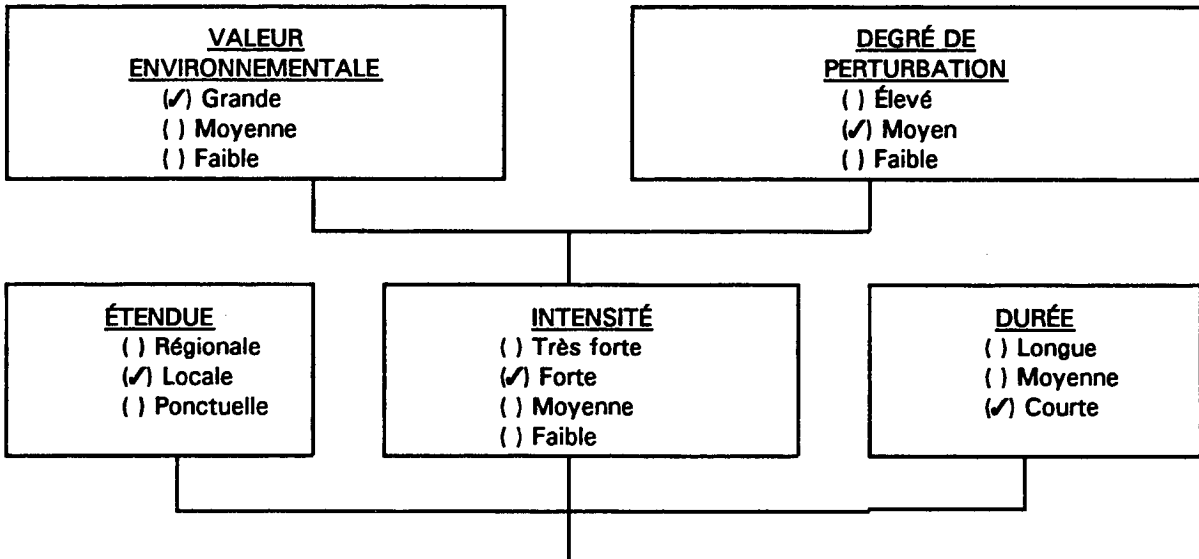 VALEUR
ENVIRONNEMENTALE
(✓) Grande
( ) Moyenne
( ) Faible
DEGRÉ DE
PERTURBATION
( ) Élevé
(✓) Moyen
( ) Faible
ÉTENDUE
( ) Régionale
(✓) Locale
( ) Ponctuelle
INTENSITÉ
( ) Très forte
(✓) Forte
( ) Moyenne
( ) Faible
DURÉE
( ) Longue
( ) Moyenne
(✓) Courte